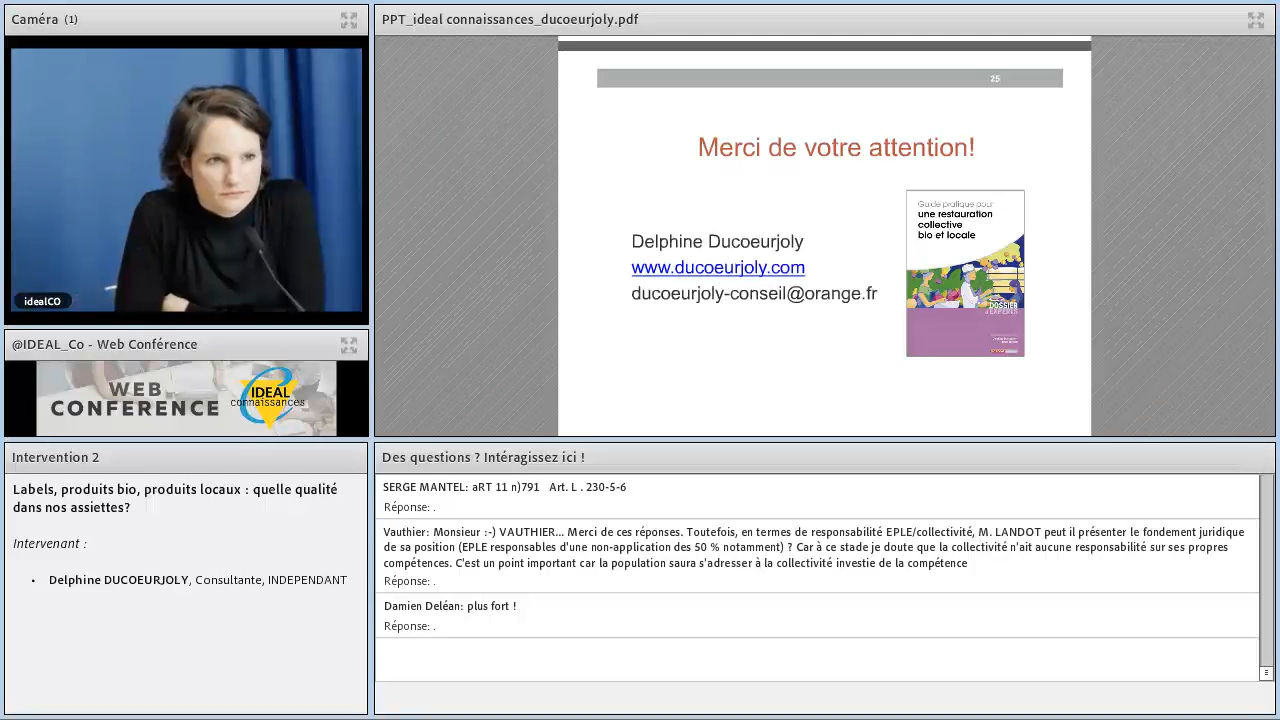 Caméra (1)
idealCO
@IDEAL_Co - Web Conférence
WEB
CONFERENCE
IDEAL
connaissances
PPT_ideal connaissances_ducoeurjoly.pdf
25
Merci de votre attention!
Delphine Ducoeurjoly
www.ducoeurjoly.com
ducoeurjoly-conseil@orange.fr
Guide pratique pour
une restauration
collective
bio et locale
DOSSIER
Intervention 2
Labels, produits bio, produits locaux : quelle qualité
dans nos assiettes?
Intervenant :
• Delphine DUCOEURJOLY, Consultante, INDEPENDANT
Des questions ? Intéragissez ici !
SERGE MANTEL: aRT 11 n)791 Art. L . 230-5-6
Réponse: .
Vauthier: Monsieur :-) VAUTHIER... Merci de ces réponses. Toutefois, en termes de responsabilité EPLE/collectivité, M. LANDOT peut il présenter le fondement juridique
de sa position (EPLE responsables d'une non-application des 50 % notamment) ? Car à ce stade je doute que la collectivité n'ait aucune responsabilité sur ses propres
compétences. C'est un point important car la population saura s'adresser à la collectivité investie de la compétence
Réponse: .
Damien Deléan: plus fort !
Réponse: .